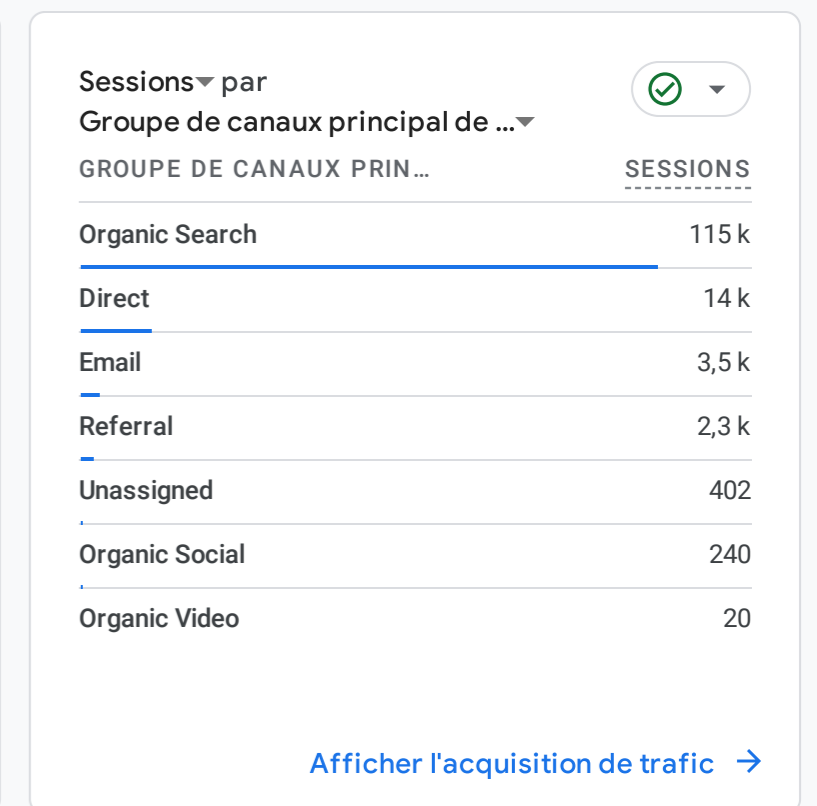 Sessions par
Groupe de canaux principal de ...
GROUPE DE CANAUX PRIN... SESSIONS
Organic Search 115 k
Direct 14 k
Email 3,5 k
Referral 2,3 k
Unassigned 402
Organic Social 240
Organic Video 20
Afficher l'acquisition de trafic